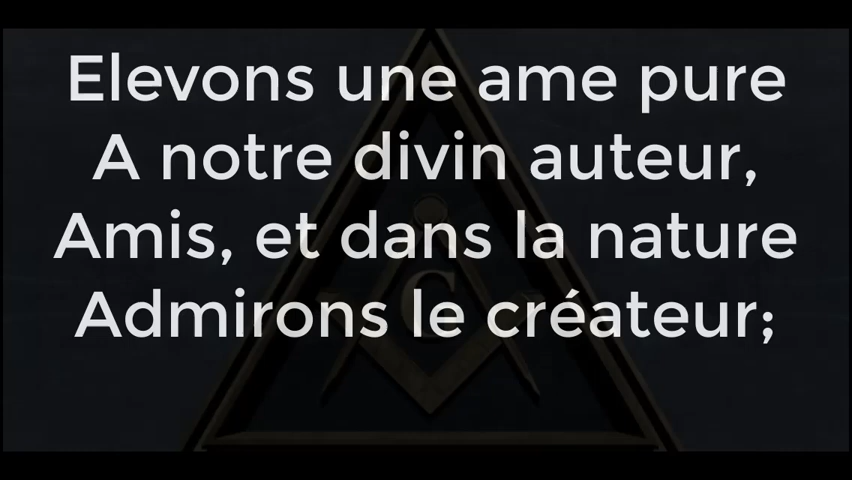 Elevons une ame pure
A notre divin auteur,
Amis, et dans la nature
Admirons le créateur;
G